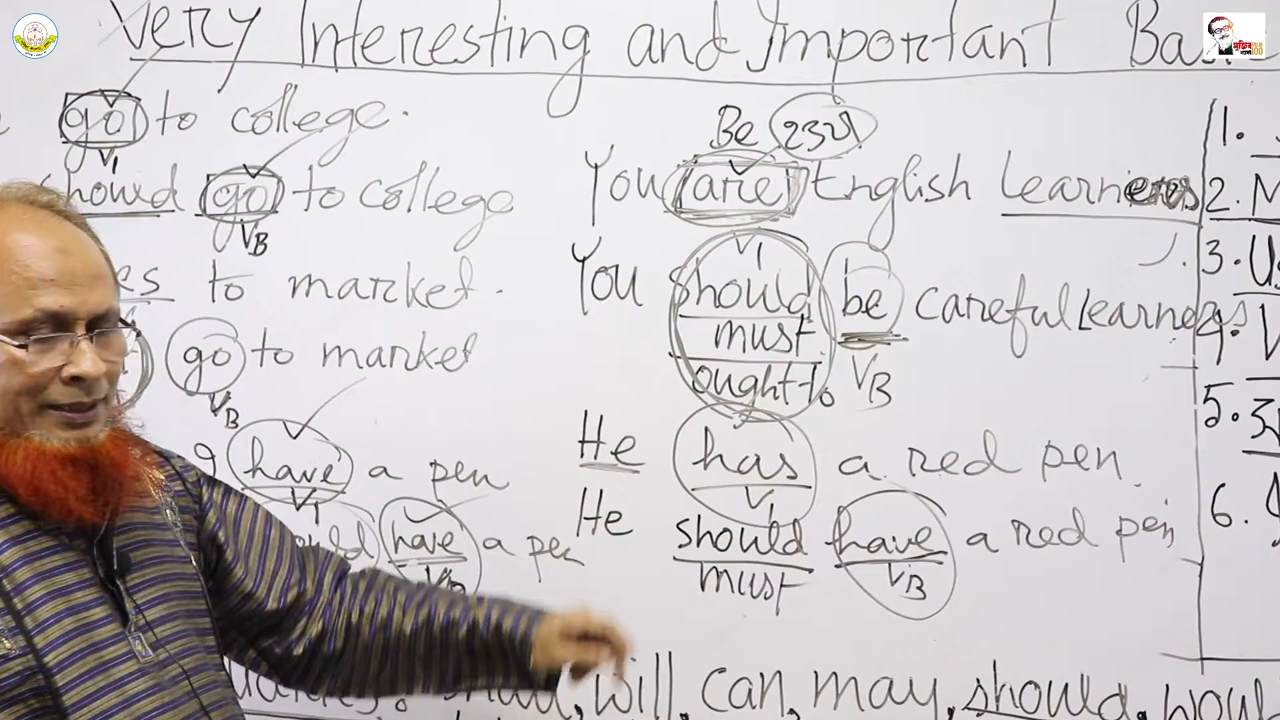 Very Interesting and Important
go to college.
V1
should go to college
VB
es to market.
go to market
VB
have a pen
V1
have a pen
VB
Be
You are English Learners
V1
You should be careful Learners
must
ought to VB
He has a red pen
V1
He should have a red pen
must VB
will, can, may, should,
1.
2. M
3. Us
4. V
5.
6.